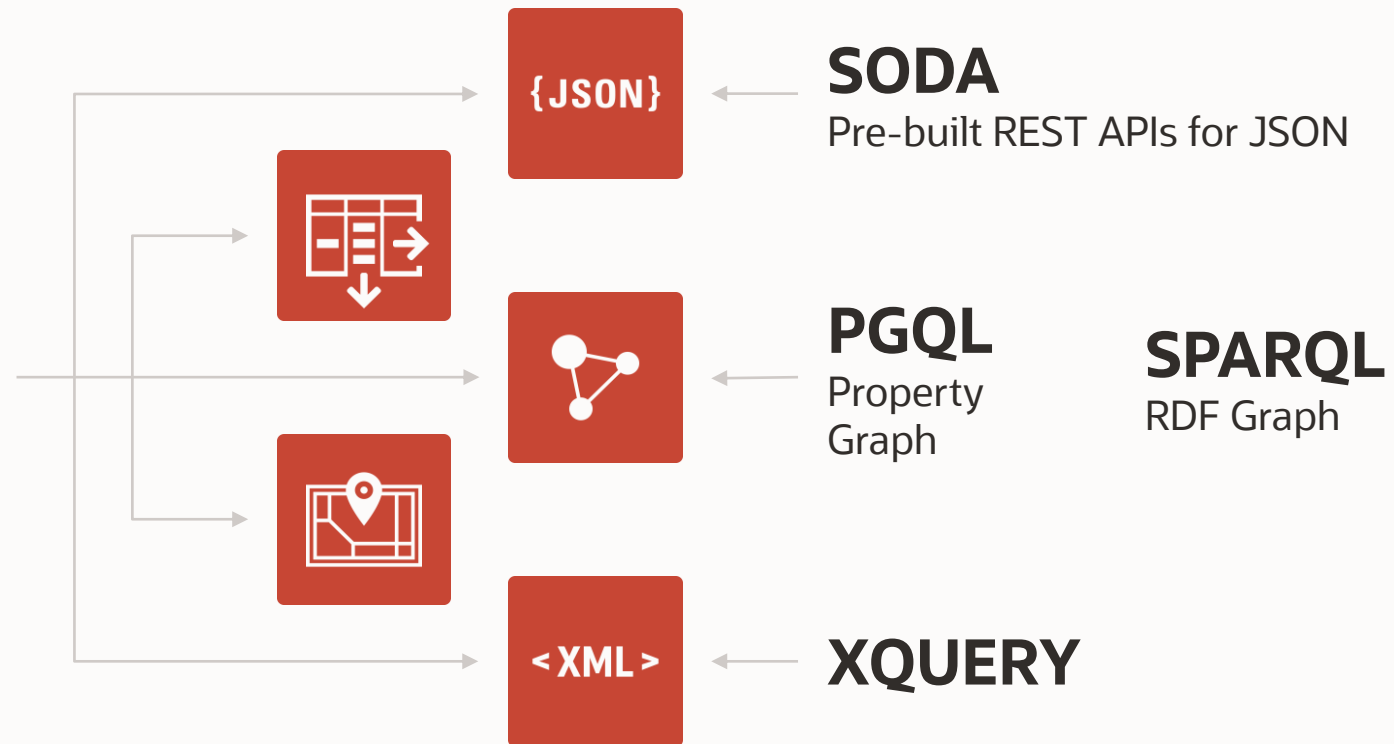 {JSON}
SODA
Pre-built REST APIs for JSON
PGQL
Property
Graph
SPARQL
RDF Graph
<XML>
XQUERY